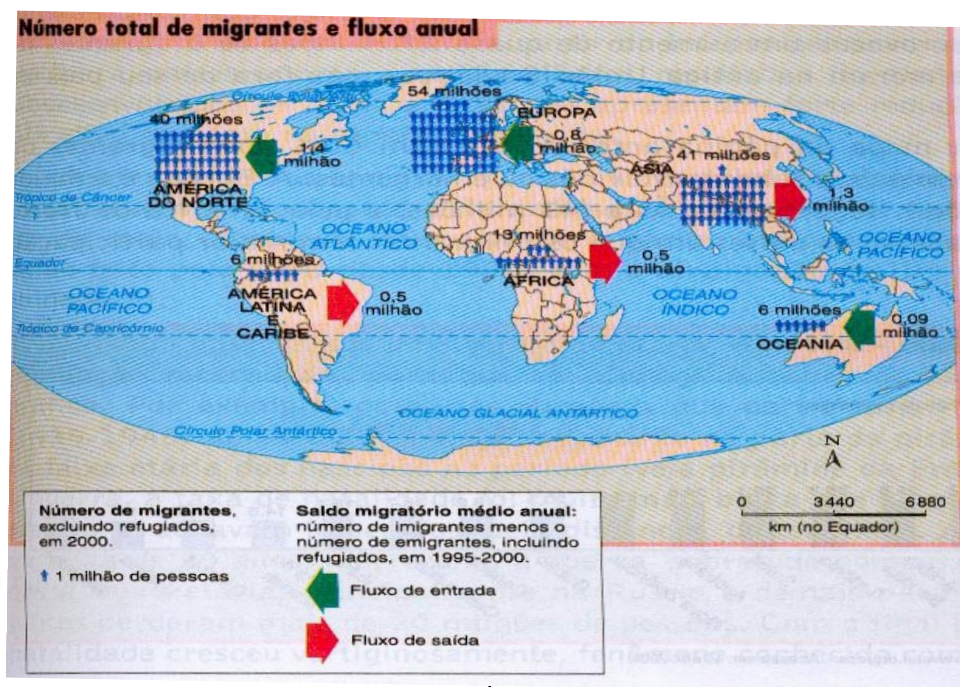 Número total de migrantes e fluxo anual
Círculo Polar
54 milhões
EUROPA
40 milhões
0,8
milhão
1,4
milhão
41 milhões
ÁSIA
AMÉRICA
DO NORTE
Trópico de Câncer
1,3
milhão
OCEANO
ATLÂNTICO
13 milhões
OCEANO
PACÍFICO
6 milhões
0,5
milhão
Equador
ÁFRICA
AMÉRICA
LATINA
E
CARIBE
OCEANO
PACÍFICO
0,5
milhão
OCEANO
ÍNDICO
6 milhões
0,09
milhão
Trópico de Capricórnio
OCEANIA
OCEANO GLACIAL ANTÁRTICO
Círculo Polar Antártico
N
Número de migrantes,
excluindo refugiados,
em 2000.
1 milhão de pessoas
Saldo migratório médio anual:
número de imigrantes menos o
número de emigrantes, incluindo
refugiados, em 1995-2000.
Fluxo de entrada
Fluxo de saída
0 3440 6880
km (no Equador)